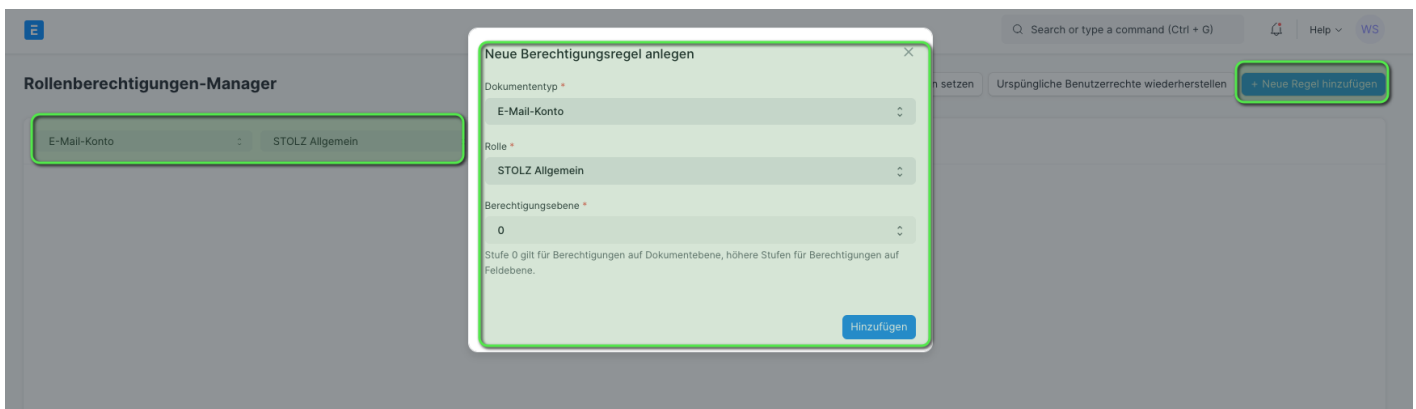 E
Search or type a command (Ctrl + G)
Help
WS
Rollenberechtigungen-Manager
n setzen
Urspüngliche Benutzerrechte wiederherstellen
+ Neue Regel hinzufügen
E-Mail-Konto
STOLZ Allgemein
Neue Berechtigungsregel anlegen
Dokumententyp *
E-Mail-Konto
Rolle *
STOLZ Allgemein
Berechtigungsebene *
0
Stufe 0 gilt für Berechtigungen auf Dokumentebene, höhere Stufen für Berechtigungen auf
Feldebene.
Hinzufügen